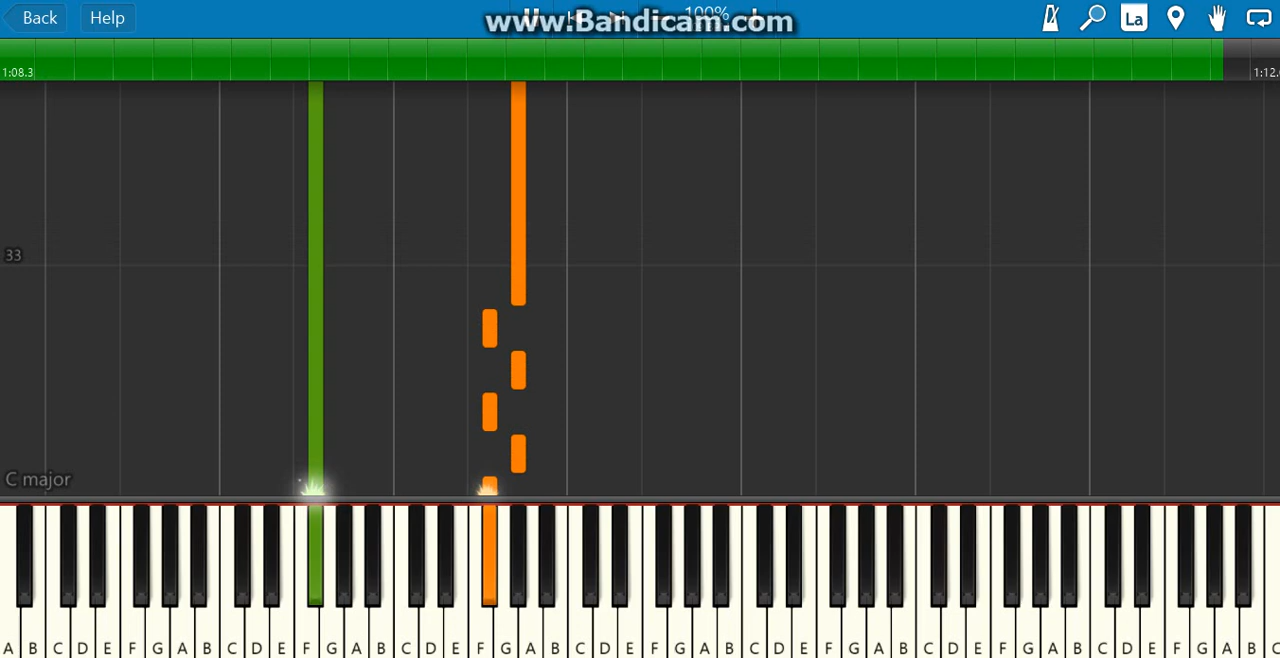 Back Help www.Bandicam.com 100% La
1:08.3 1:12.
33
C major
A B C D E F G A B C D E F G A B C D E F G A B C D E F G A B C D E F G A B C D E F G A B C D E F G A B C